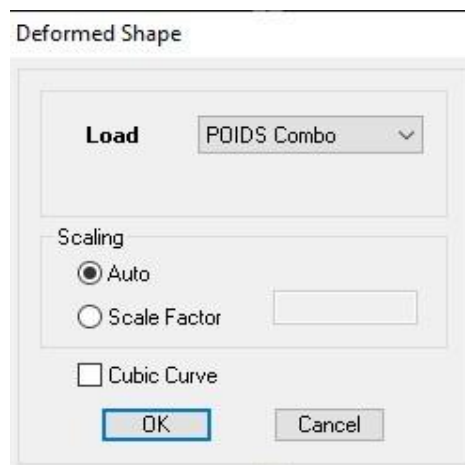 Deformed Shape
Load POIDS Combo
Scaling
Auto
Scale Factor
Cubic Curve
OK Cancel